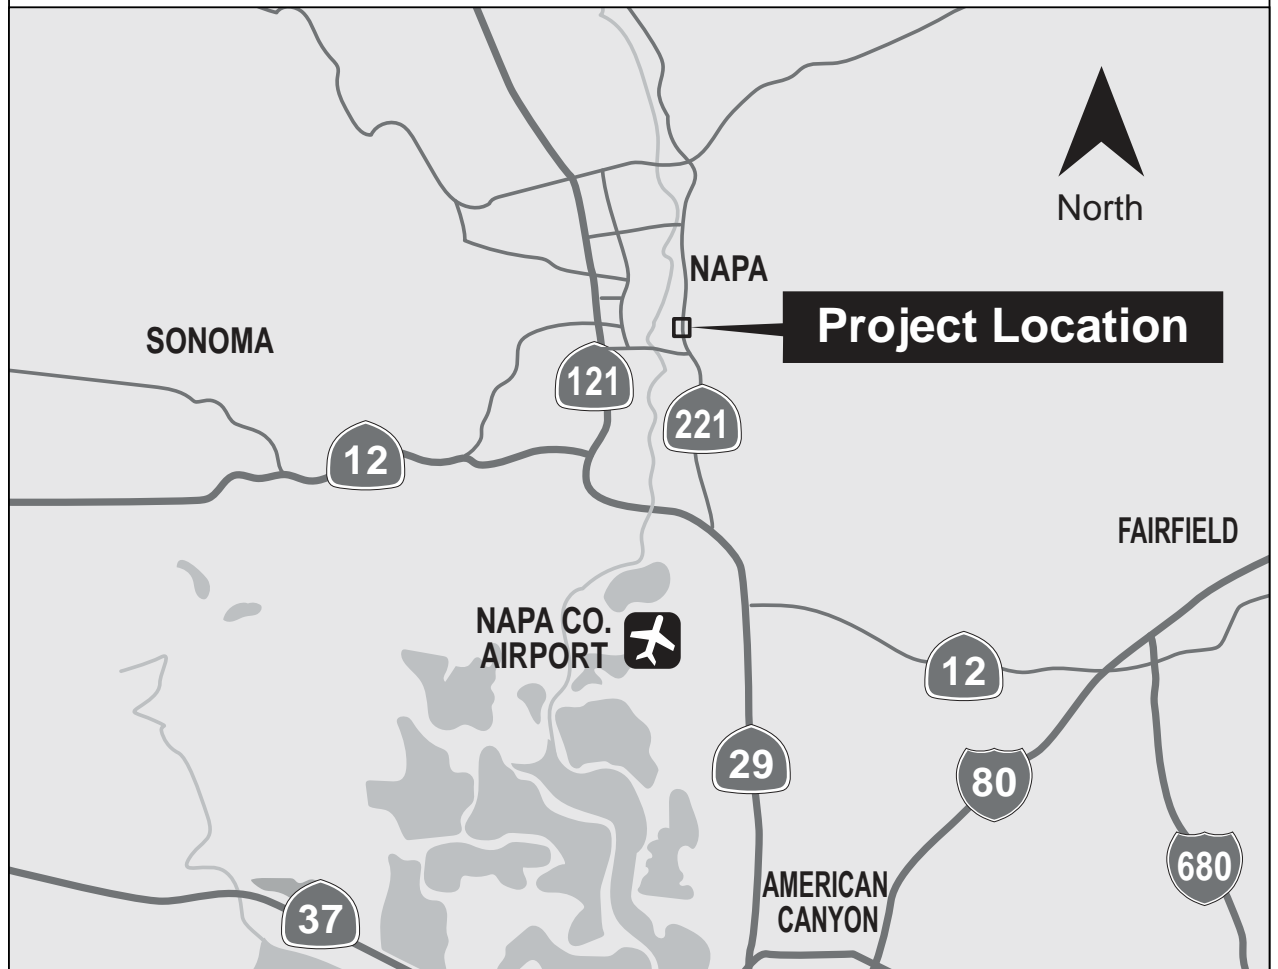 North
NAPA
Project Location
SONOMA
121
221
12
FAIRFIELD
NAPA CO.
AIRPORT
12
29
80
680
AMERICAN
CANYON
37